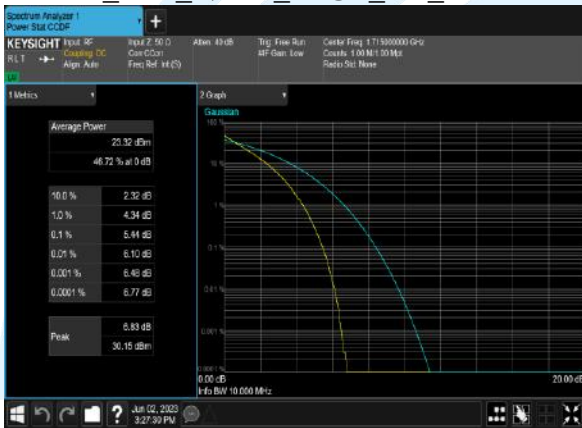 Spectrum Analyzer 1
Power Stat CCDF
+
KEYSIGHT
Input: RF
Coupling: DC
Align: Auto
Input Z: 50 Ω
Corr CCorr
Freq Ref: Int (S)
Atten: 40 dB
Trig: Free Run
#IF Gain: Low
Center Freq: 1.715000000 GHz
Counts: 1.00 M/1.00 Mpt
Radio Std: None
R L T
1 Metrics
Average Power
23.32 dBm
46.72 % at 0 dB
10.0 % 2.32 dB
1.0 % 4.34 dB
0.1 % 5.44 dB
0.01 % 6.10 dB
0.001 % 6.48 dB
0.0001 % 6.77 dB
Peak
6.83 dB
30.15 dBm
2 Graph
Gaussian
100 %
10 %
1 %
0.1 %
0.01 %
0.001 %
0.0001 %
0.00 dB
20.00 dB
Info BW 10.000 MHz
?
Jun 02, 2023
3:27:30 PM